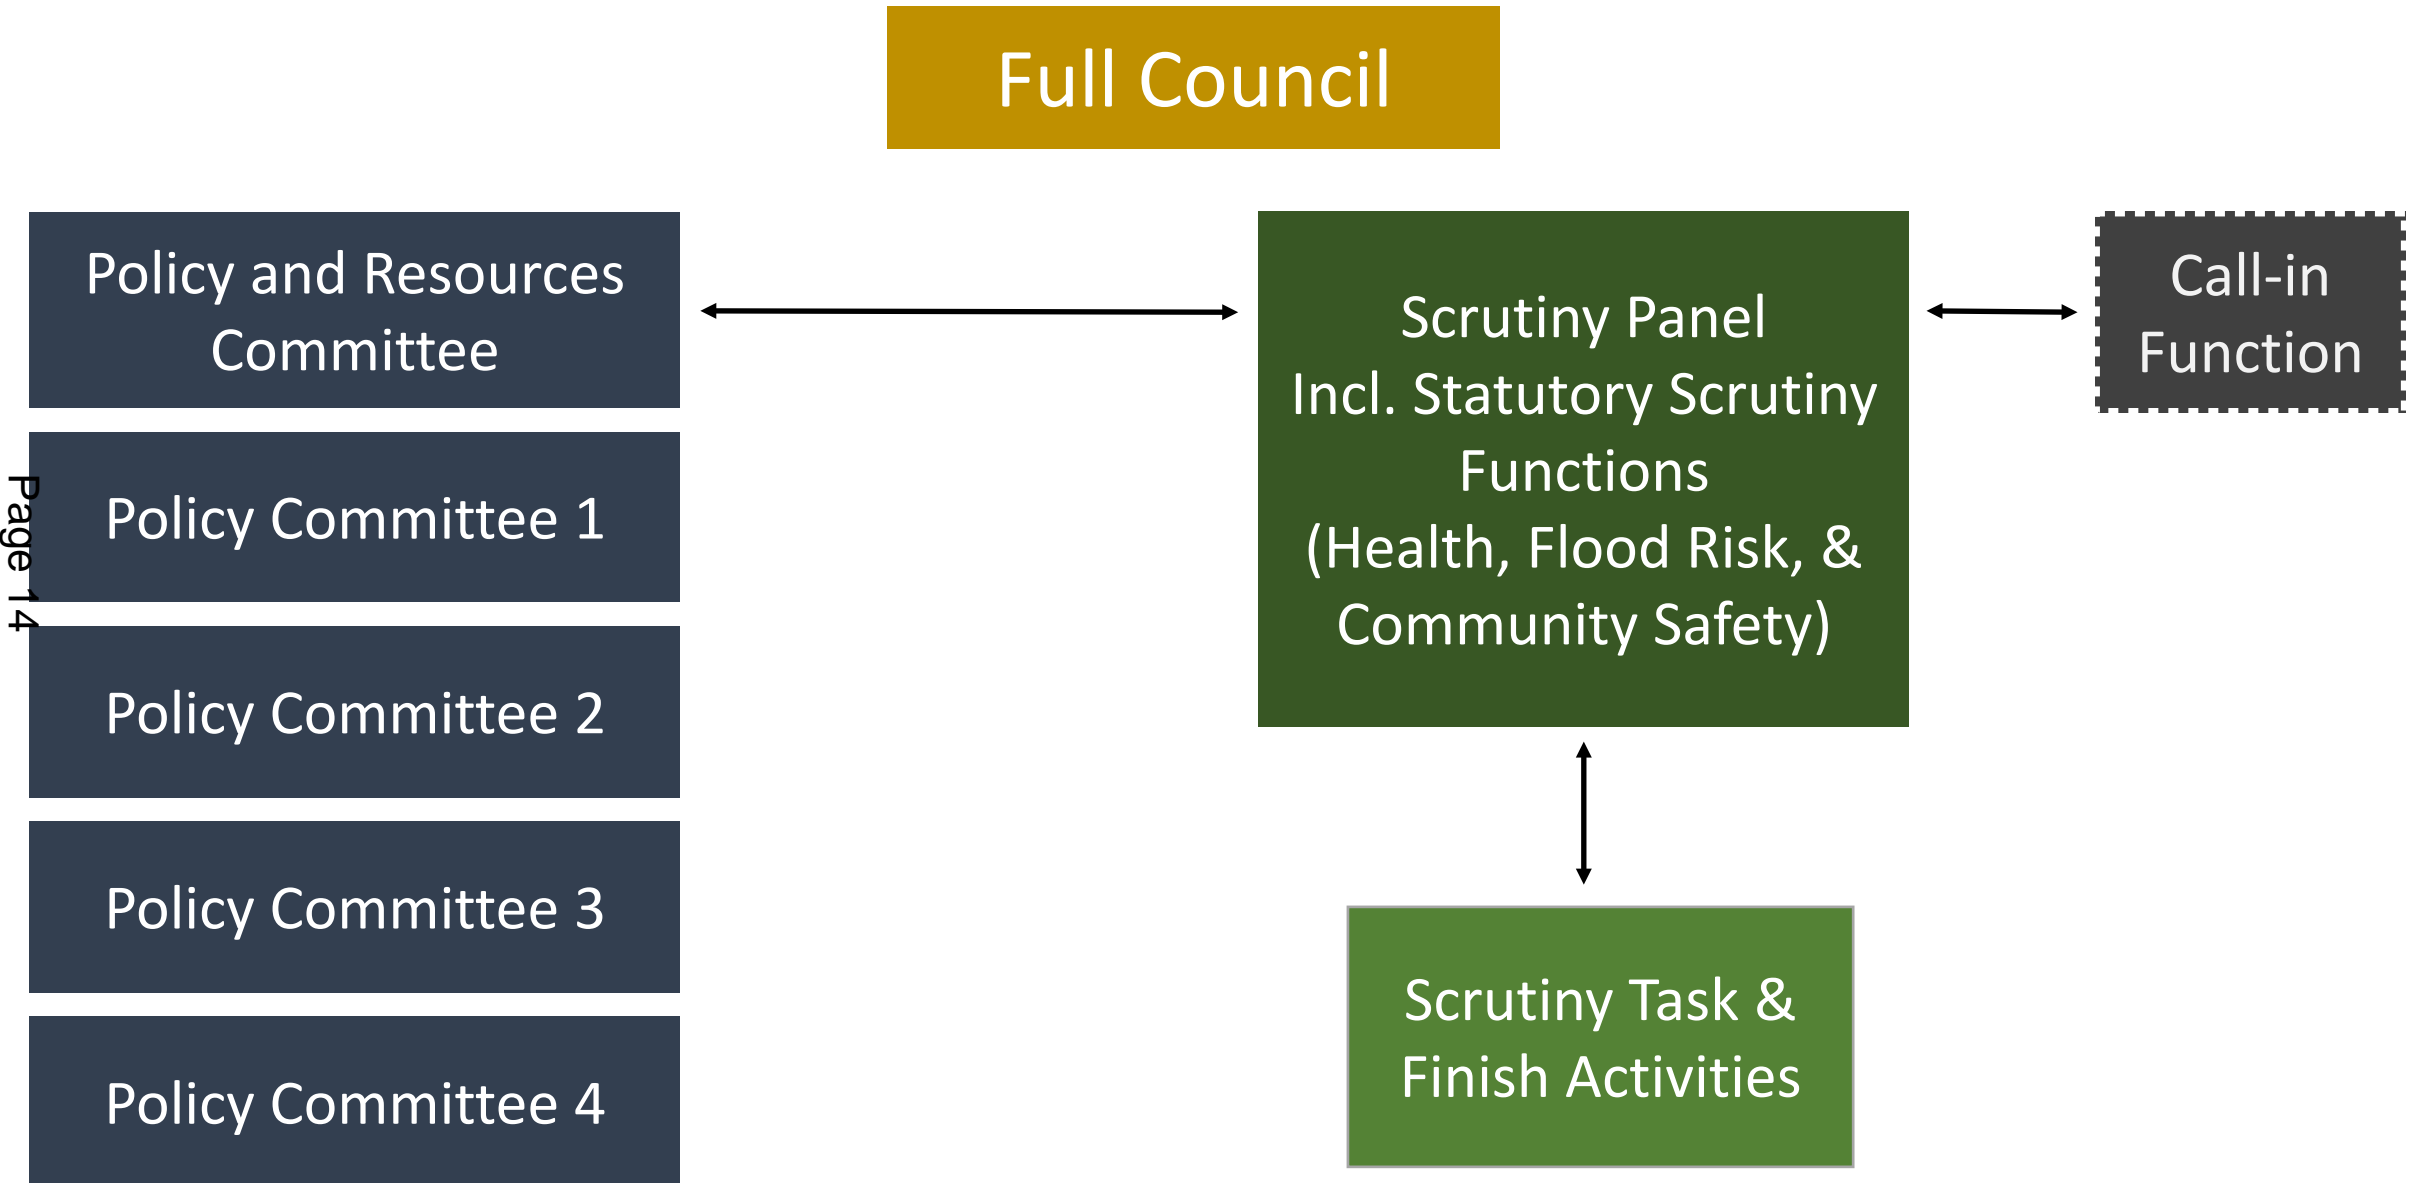 Full Council
Policy and Resources
Committee
Policy Committee 1
Policy Committee 2
Policy Committee 3
Policy Committee 4
Scrutiny Panel
Incl. Statutory Scrutiny
Functions
(Health, Flood Risk, &
Community Safety)
Call-in
Function
Scrutiny Task &
Finish Activities
Page 14